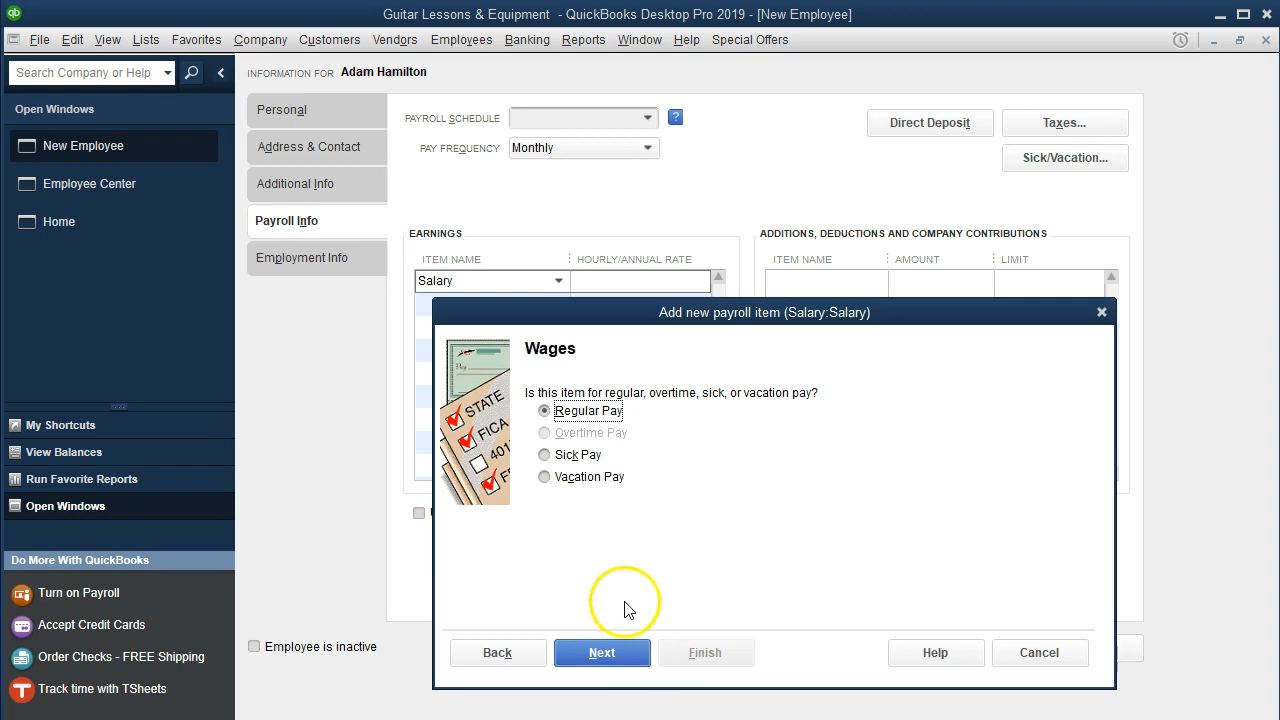 Guitar Lessons & Equipment - QuickBooks Desktop Pro 2019 - [New Employee]
File Edit View Lists Favorites Company Customers Vendors Employees Banking Reports Window Help Special Offers
Search Company or Help
Open Windows
New Employee
Employee Center
Home
My Shortcuts
View Balances
Run Favorite Reports
Open Windows
Do More With QuickBooks
Turn on Payroll
Accept Credit Cards
Order Checks - FREE Shipping
Track time with TSheets
INFORMATION FOR Adam Hamilton
Personal
Address & Contact
Additional Info
Payroll Info
Employment Info
PAYROLL SCHEDULE ?
PAY FREQUENCY Monthly
Direct Deposit Taxes...
Sick/Vacation...
EARNINGS
ITEM NAME HOURLY/ANNUAL RATE
Salary
ADDITIONS, DEDUCTIONS AND COMPANY CONTRIBUTIONS
ITEM NAME AMOUNT LIMIT
Employee is inactive
Add new payroll item (Salary:Salary)
Wages
Is this item for regular, overtime, sick, or vacation pay?
Regular Pay
Overtime Pay
Sick Pay
Vacation Pay
STATE
FICA
Back Next Finish Help Cancel